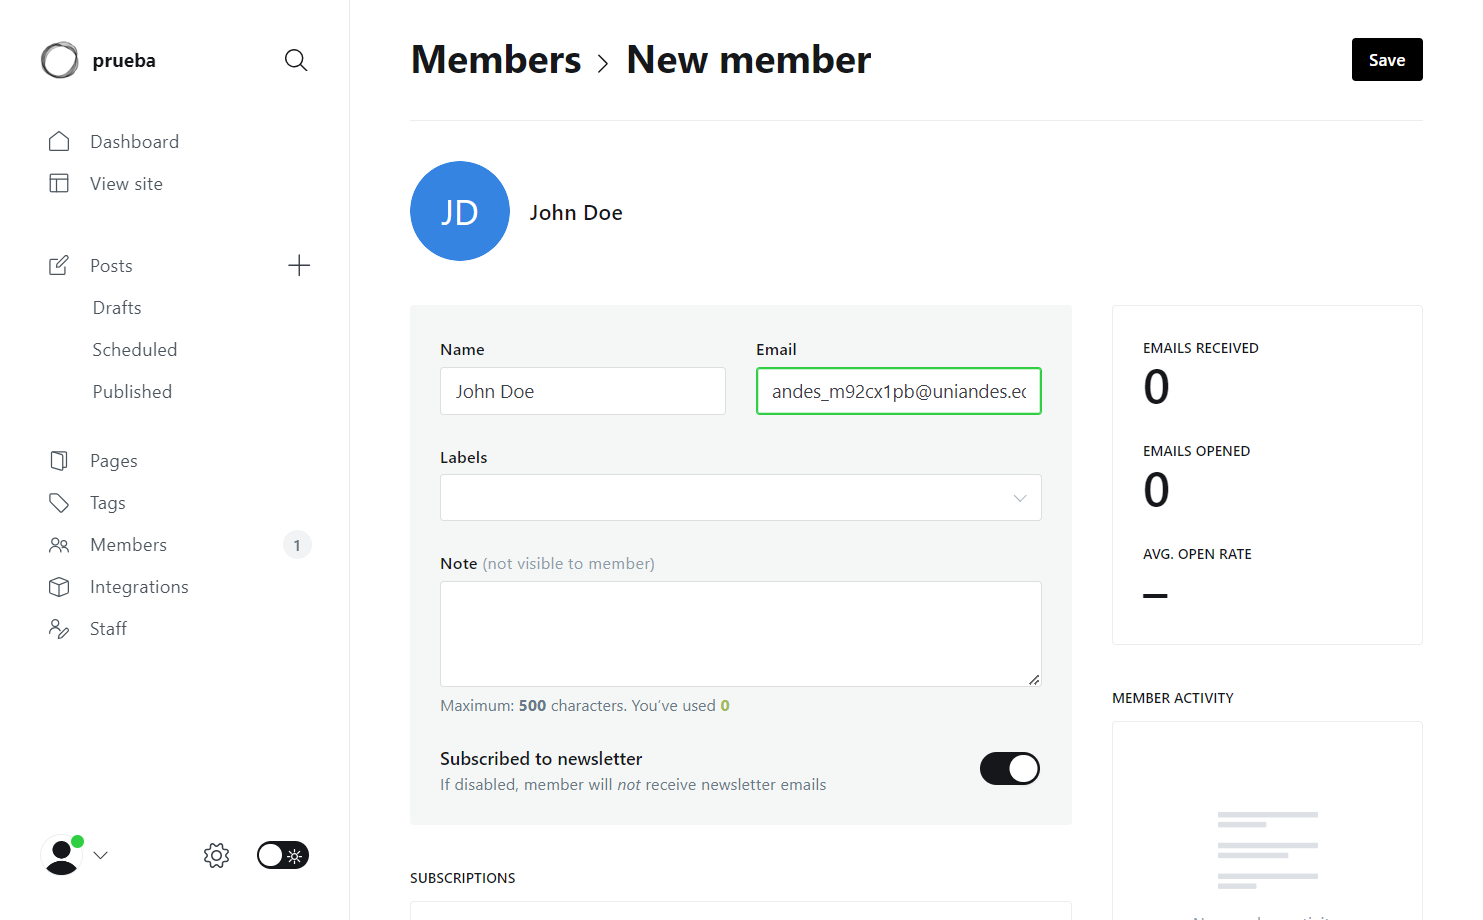 prueba
Dashboard
View site
Posts
Drafts
Scheduled
Published
Pages
Tags
Members
1
Integrations
Staff
Members > New member
Save
JD
John Doe
Name
John Doe
Email
andes_m92cx1pb@uniandes.ec
Labels
Note (not visible to member)
Maximum: 500 characters. You've used 0
Subscribed to newsletter
If disabled, member will not receive newsletter emails
SUBSCRIPTIONS
EMAILS RECEIVED
0
EMAILS OPENED
0
AVG. OPEN RATE
–
MEMBER ACTIVITY